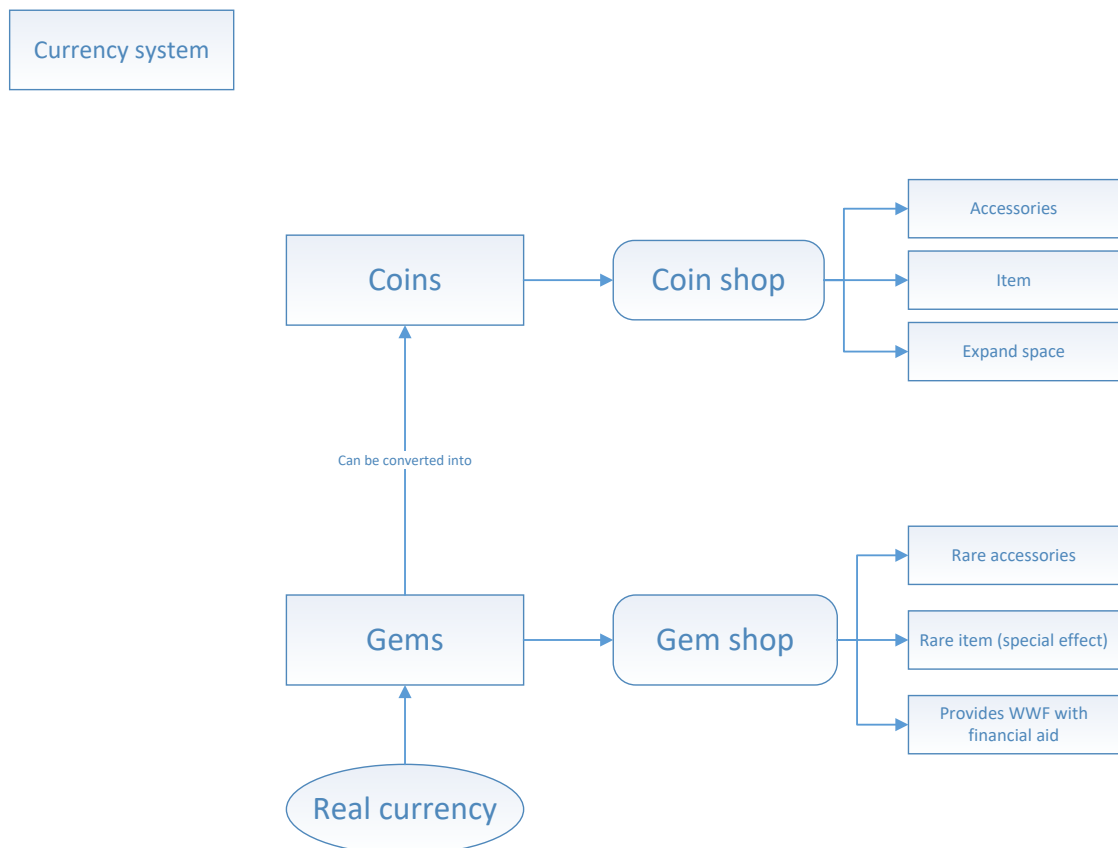 Currency system
Accessories
Coins
Coin shop
Item
Expand space
Can be converted into
Rare accessories
Gems
Gem shop
Rare item (special effect)
Provides WWF with
financial aid
Real currency